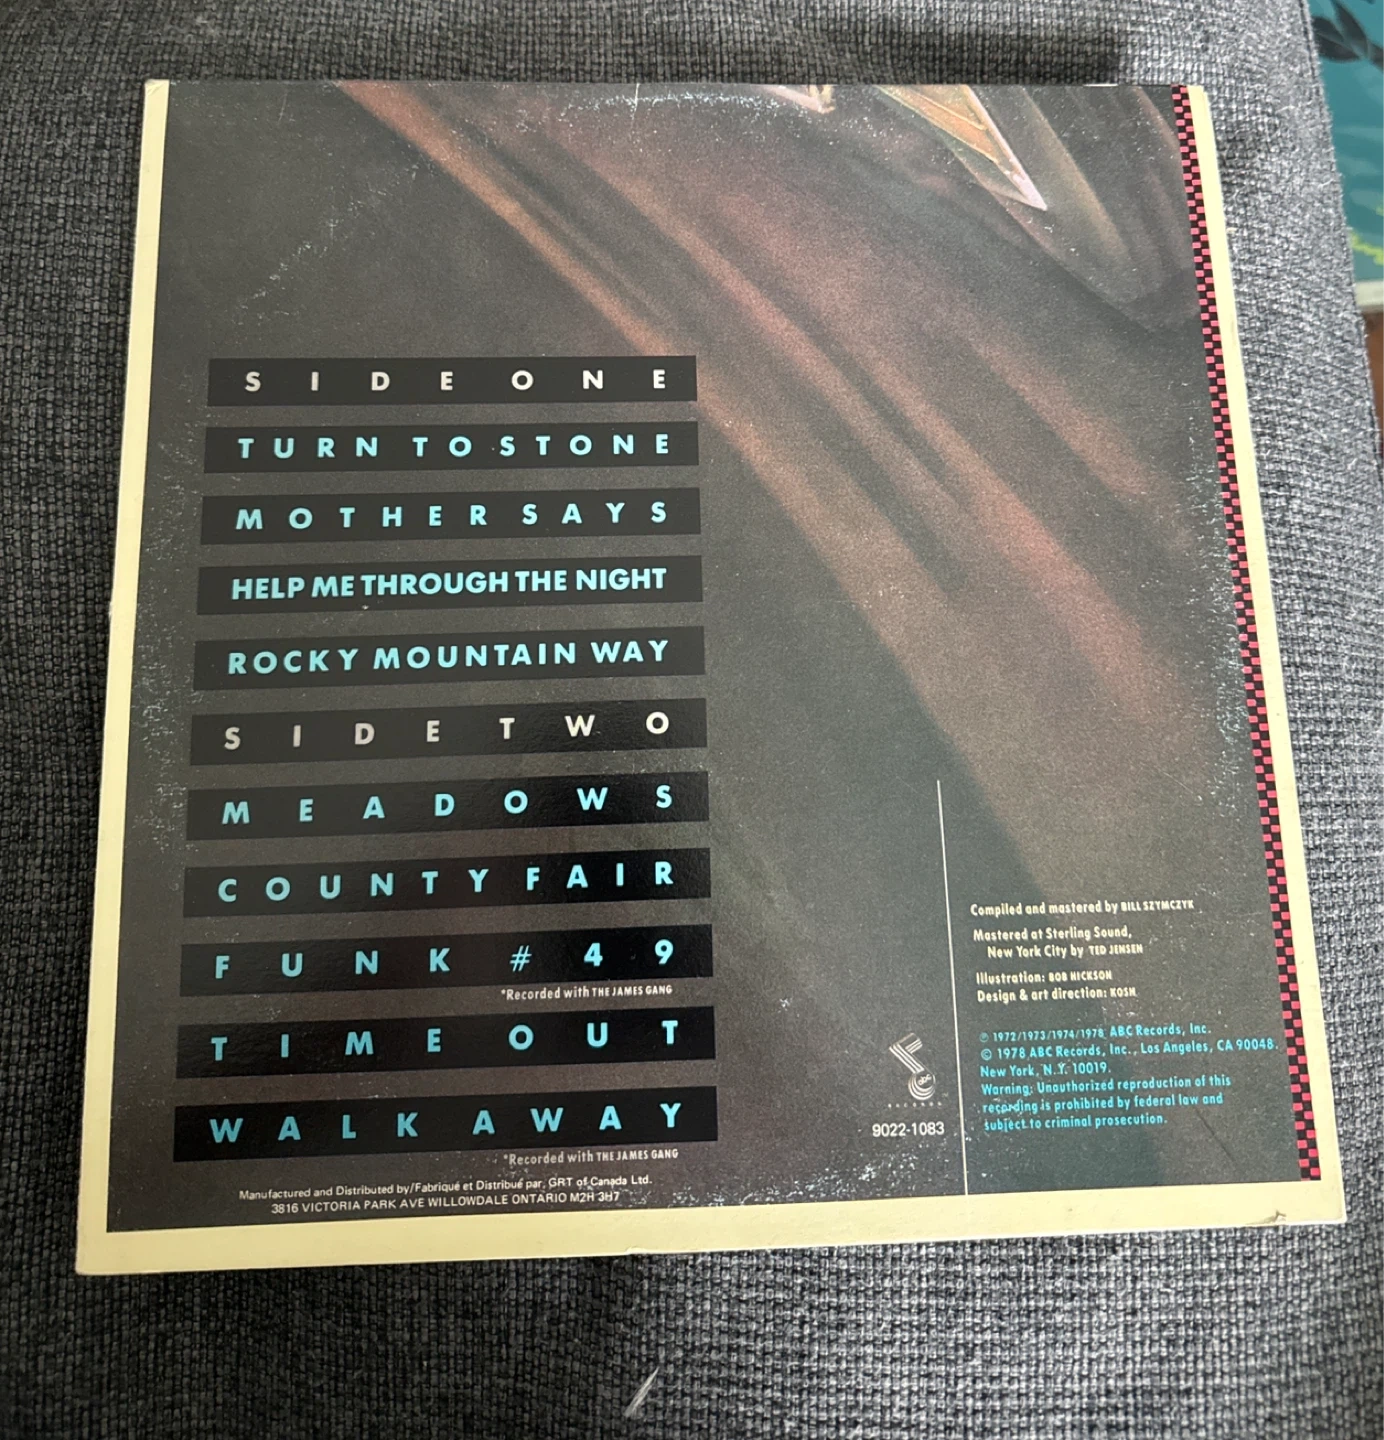 SIDE ONE
TURN TO STONE
MOTHER SAYS
HELP ME THROUGH THE NIGHT
ROCKY MOUNTAIN WAY
SIDE TWO
MEADOWS
COUNTY FAIR
FUNK #49
*Recorded with THE JAMES GANG
TIME OUT
WALK AWAY
*Recorded with THE JAMES GANG
Manufactured and Distributed by/Fabriqué et Distribué par. GRT of Canada Ltd.
3816 VICTORIA PARK AVE WILLOWDALE ONTARIO M2H 3H7
abc
RECORDS
9022-1083
Compiled and mastered by BILL SZYMCZYK
Mastered at Sterling Sound,
New York City by TED JENSEN
Illustration: BOB HICKSON
Design & art direction: KOSH
℗ 1972/1973/1974/1978 ABC Records, Inc.
© 1978 ABC Records, Inc., Los Angeles, CA 90048.
New York, N.Y. 10019.
Warning: Unauthorized reproduction of this
recording is prohibited by federal law and
subject to criminal prosecution.